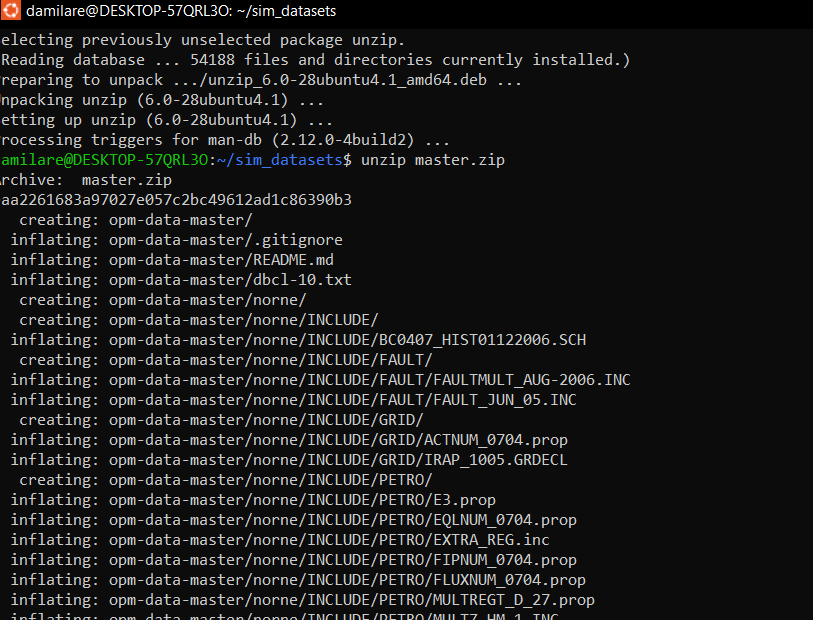 damilare@DESKTOP-57QRL3O: ~/sim_datasets
electing previously unselected package unzip.
Reading database ... 54188 files and directories currently installed.)
reparing to unpack .../unzip_6.0-28ubuntu4.1_amd64.deb ...
npacking unzip (6.0-28ubuntu4.1) ...
etting up unzip (6.0-28ubuntu4.1) ...
rocessing triggers for man-db (2.12.0-4build2) ...
amilare@DESKTOP-57QRL3O:~/sim_datasets$ unzip master.zip
rchive:  master.zip
aa2261683a97027e057c2bc49612ad1c86390b3
creating: opm-data-master/
inflating: opm-data-master/.gitignore
inflating: opm-data-master/README.md
inflating: opm-data-master/dbcl-10.txt
creating: opm-data-master/norne/
creating: opm-data-master/norne/INCLUDE/
inflating: opm-data-master/norne/INCLUDE/BC0407_HIST01122006.SCH
creating: opm-data-master/norne/INCLUDE/FAULT/
inflating: opm-data-master/norne/INCLUDE/FAULT/FAULTMULT_AUG-2006.INC
inflating: opm-data-master/norne/INCLUDE/FAULT/FAULT_JUN_05.INC
creating: opm-data-master/norne/INCLUDE/GRID/
inflating: opm-data-master/norne/INCLUDE/GRID/ACTNUM_0704.prop
inflating: opm-data-master/norne/INCLUDE/GRID/IRAP_1005.GRDECL
creating: opm-data-master/norne/INCLUDE/PETRO/
inflating: opm-data-master/norne/INCLUDE/PETRO/E3.prop
inflating: opm-data-master/norne/INCLUDE/PETRO/EQLNUM_0704.prop
inflating: opm-data-master/norne/INCLUDE/PETRO/EXTRA_REG.inc
inflating: opm-data-master/norne/INCLUDE/PETRO/FIPNUM_0704.prop
inflating: opm-data-master/norne/INCLUDE/PETRO/FLUXNUM_0704.prop
inflating: opm-data-master/norne/INCLUDE/PETRO/MULTREGT_D_27.prop
inflating: opm-data-master/norne/INCLUDE/PETRO/MULTZ_HM_1.INC